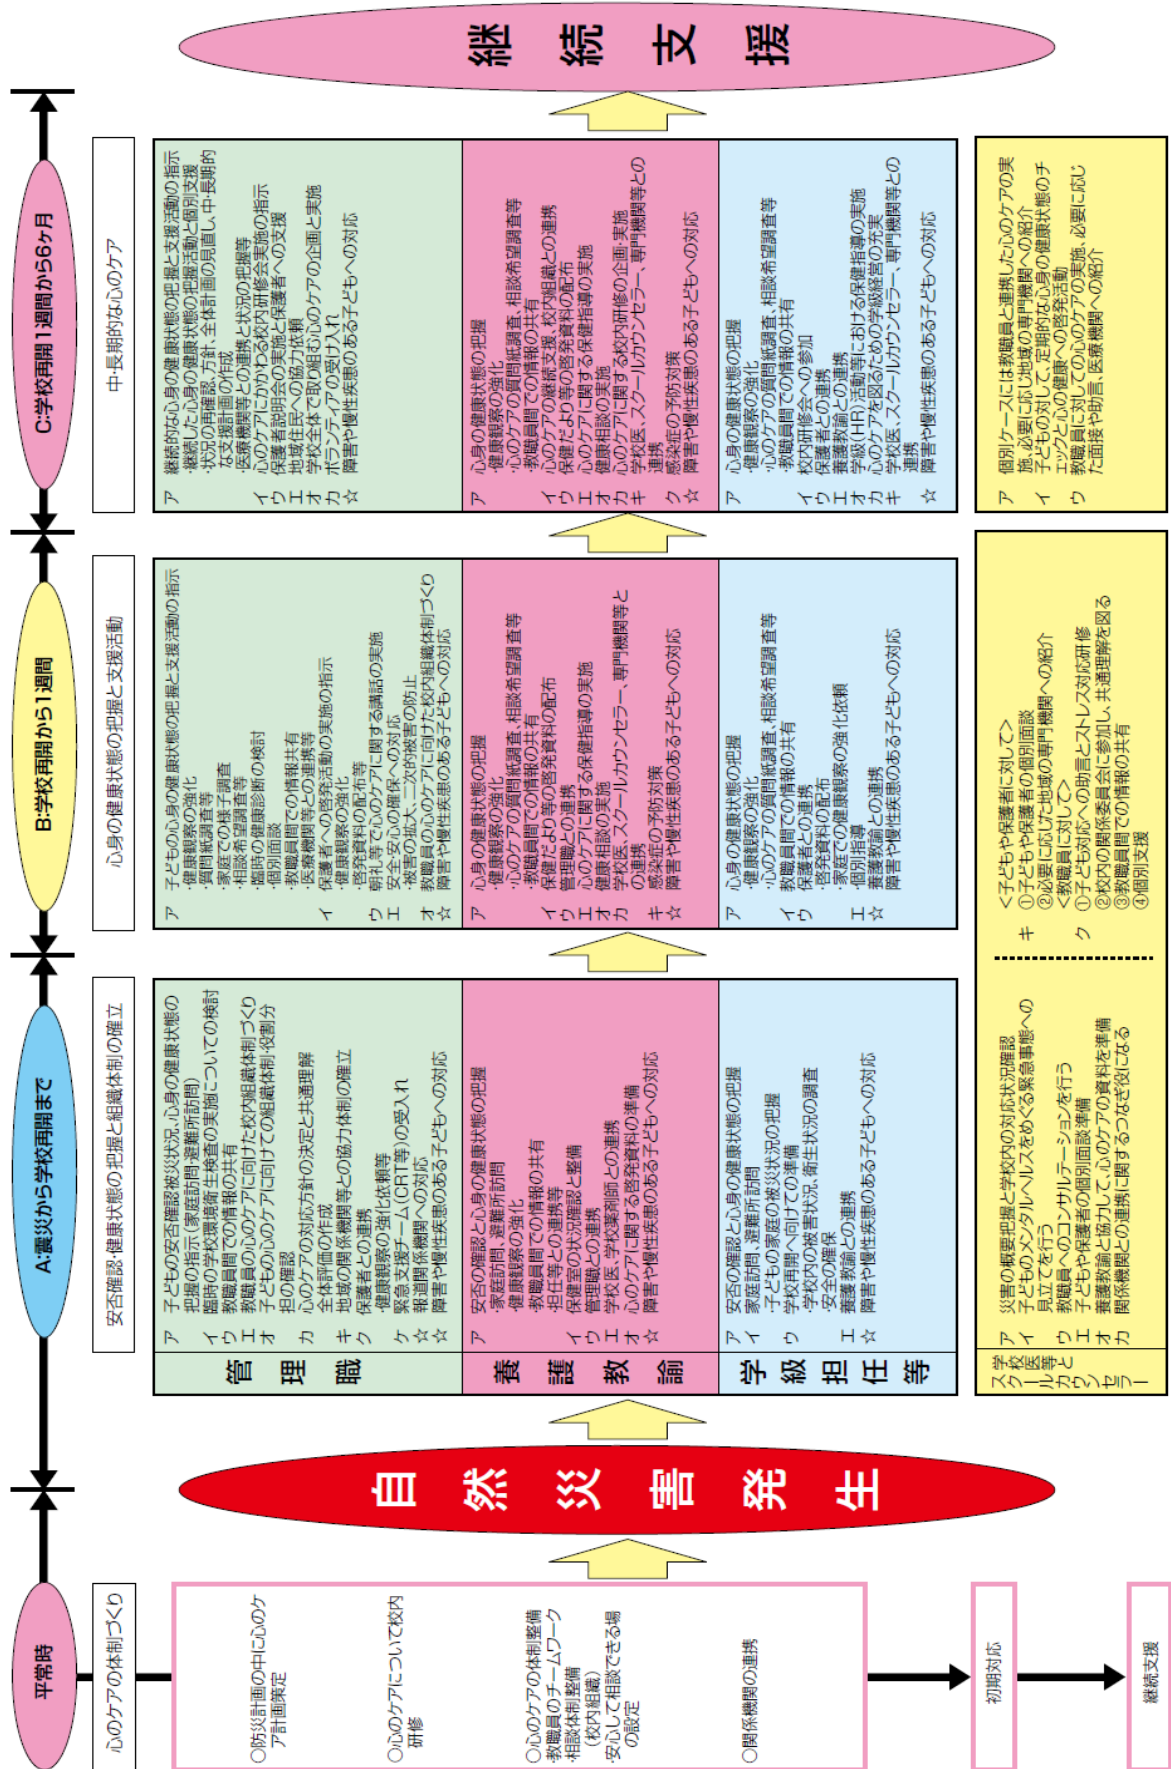 平常時
A:震災から学校再開まで
B:学校再開から1週間
C:学校再開1週間から6ヶ月
心のケアの体制づくり
安否確認・健康状態の把握と組織体制の確立
心身の健康状態の把握と支援活動
中・長期的な心のケア
○防災計画の中に心のケ
ア計画策定
○心のケアについて校内
研修
○心のケアの体制整備
・教職員のチームワーク
・相談体制整備
(校内組織)
・安心して相談できる場
の設定
○関係機関の連携
初期対応
継続支援
自然災害発生
管理職
ア 子どもの安否確認被災状況、心身の健康状態の
把握の指示(家庭訪問・避難所訪問)
イ 臨時の学校環境衛生検査の実施についての検討
ウ 教職員間での情報の共有
エ 教職員の心のケアに向けた校内組織体制づくり
オ 子どもの心のケアに向けての組織体制・役割分
担の確認
カ 心のケアの対応方針の決定と共通理解
全体評価の作成
キ 地域の関係機関等との協力体制の確立
ク 保護者との連携
・健康観察の強化依頼等
ケ 緊急支援チーム(CRT等)の受入れ
☆ 報道関係機関への対応
☆ 障害や慢性疾患のある子どもへの対応
ア 子どもの心身の健康状態の把握と支援活動の指示
・健康観察の強化
・質問紙調査等
・家庭での様子調査
・相談希望調査等
・臨時の健康診断の検討
・個別面談
・教職員間での情報共有
・医療機関等との連携等
イ 保護者への啓発活動の実施の指示
・健康観察の強化
・啓発資料の配布等
ウ 朝礼等で心のケアに関する講話の実施
エ 安全安心の確保への対応
・被害の拡大、二次的被害の防止
オ 教職員の心のケアに向けた校内組織体制づくり
☆ 障害や慢性疾患のある子どもへの対応
ア 継続的な心身の健康状態の把握と支援活動の指示
・継続した心身の健康状態の把握活動と個別支援
・状況の再確認、方針、全体計画の見直し、中・長期的
な支援計画の作成
・医療機関等との連携と状況の把握等
イ 心のケアにかかわる校内研修会実施の指示
ウ 保護者説明会の実施と保護者への支援
エ 地域住民への協力依頼
オ 学校全体で取り組む心のケアの企画と実施
カ ボランティアの受け入れ
☆ 障害や慢性疾患のある子どもへの対応
養護教諭
ア 安否の確認と心身の健康状態の把握
・家庭訪問、避難所訪問
・健康観察の強化
・教職員間での情報の共有
・担任等との連携等
イ 保健室の状況確認と整備
ウ 管理職との連携
エ 学校医、学校薬剤師との連携
オ 心のケアに関する啓発資料の準備
☆ 障害や慢性疾患のある子どもへの対応
ア 心身の健康状態の把握
・健康観察の強化
・心のケアの質問紙調査、相談希望調査等
・教職員間での情報の共有
イ 保健だより等の啓発資料の配布
ウ 管理職との連携
エ 心のケアに関する保健指導の実施
オ 健康相談の実施
カ 学校医、スクールカウンセラー、専門機関等と
の連携
キ 感染症の予防対策
☆ 障害や慢性疾患のある子どもへの対応
ア 心身の健康状態の把握
・健康観察の強化
・心のケアの質問紙調査、相談希望調査等
・教職員間での情報の共有
イ 心のケアの継続支援、校内組織との連携
ウ 保健だより等の啓発資料の配布
エ 心のケアに関する保健指導の実施
オ 健康相談の実施
カ 心のケアに関する校内研修の企画・実施
キ 学校医、スクールカウンセラー、専門機関等との
連携
ク 感染症の予防対策
☆ 障害や慢性疾患のある子どもへの対応
学級担任等
ア 安否の確認と心身の健康状態の把握
イ 家庭訪問、避難所訪問
・子どもの家庭の被災状況の把握
ウ 学校再開へ向けての準備
・学校内の被害状況、衛生状況の調査
・安全の確保
エ 養護教諭との連携
☆ 障害や慢性疾患のある子どもへの対応
ア 心身の健康状態の把握
・健康観察の強化
・心のケアの質問紙調査、相談希望調査等
イ 教職員間での情報の共有
ウ 保護者との連携
・啓発資料の配布
・家庭での健康観察の強化依頼
・個別指導
エ 養護教諭との連携
☆ 障害や慢性疾患のある子どもへの対応
ア 心身の健康状態の把握
・健康観察の強化
・心のケアの質問紙調査、相談希望調査等
・教職員間での情報の共有
イ 校内研修会への参加
ウ 保護者との連携
エ 養護教諭との連携
オ 学級(HR)活動等における保健指導の実施
カ 心のケアを図るための学級経営の充実
キ 学校医、スクールカウンセラー、専門機関等との
連携
☆ 障害や慢性疾患のある子どもへの対応
学校医等と
スクールカウンセラー
ア 災害の概要把握と学校内の対応状況確認
イ 子どものメンタルヘルスをめぐる緊急事態への
見立てを行う
ウ 教職員へのコンサルテーションを行う
エ 子どもや保護者の個別面談準備
オ 養護教諭と協力して、心のケアの資料を準備
カ 関係機関との連携に関するつなぎ役になる
キ <子どもや保護者に対して>
①子どもや保護者の個別面談
②必要に応じた地域の専門機関への紹介
ク <教職員に対して>
①子ども対応への助言とストレス対応研修
②校内の関係委員会に参加し、共通理解を図る
③教職員間での情報の共有
④個別支援
ア 個別ケースには教職員と連携した心のケアの実
施、必要に応じ地域の専門機関への紹介
イ 子どもに対して、定期的な心身の健康状態のチ
ェックと心の健康への啓発活動
ウ 教職員に対しての心のケアの実施、必要に応じ
た面接や助言、医療機関への紹介
継続支援